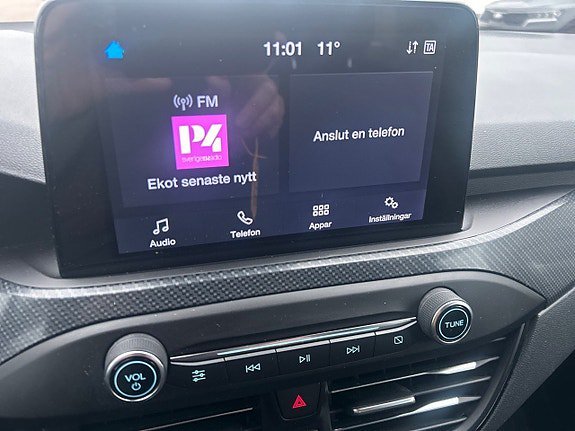 11:01 11° TA
FM
P4
sverigesradio
Ekot senaste nytt
Anslut en telefon
Audio
Telefon
Appar
Inställningar
VOL
TUNE